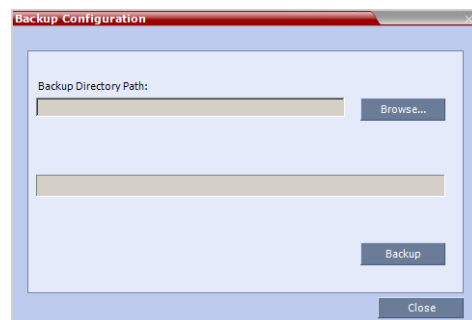 Backup Configuration
Backup Directory Path:
Browse...
Backup
Close